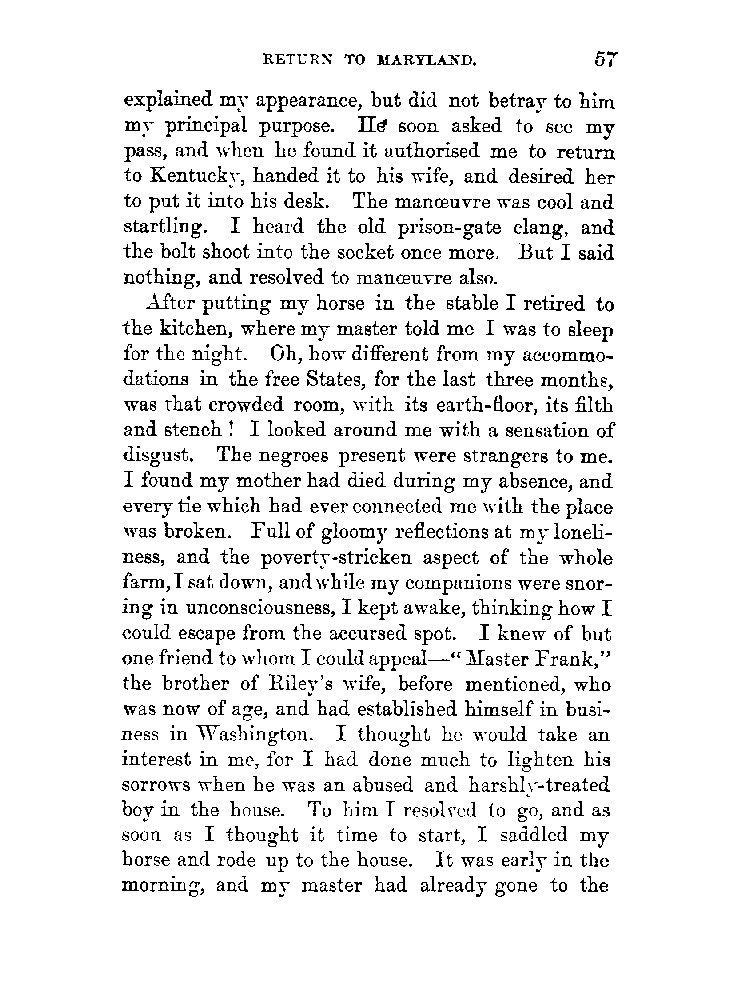 RETURN TO MARYLAND. 57
explained my appearance, but did not betray to him
my principal purpose. He soon asked to see my
pass, and when he found it authorised me to return
to Kentucky, handed it to his wife, and desired her
to put it into his desk. The manœuvre was cool and
startling. I heard the old prison-gate clang, and
the bolt shoot into the socket once more. But I said
nothing, and resolved to manœuvre also.
After putting my horse in the stable I retired to
the kitchen, where my master told me I was to sleep
for the night. Oh, how different from my accommo-
dations in the free States, for the last three months,
was that crowded room, with its earth-floor, its filth
and stench! I looked around me with a sensation of
disgust. The negroes present were strangers to me.
I found my mother had died during my absence, and
every tie which had ever connected me with the place
was broken. Full of gloomy reflections at my loneli-
ness, and the poverty-stricken aspect of the whole
farm, I sat down, and while my companions were snor-
ing in unconsciousness, I kept awake, thinking how I
could escape from the accursed spot. I knew of but
one friend to whom I could appeal—“Master Frank,”
the brother of Riley's wife, before mentioned, who
was now of age, and had established himself in busi-
ness in Washington. I thought he would take an
interest in me, for I had done much to lighten his
sorrows when he was an abused and harshly-treated
boy in the house. To him I resolved to go, and as
soon as I thought it time to start, I saddled my
horse and rode up to the house. It was early in the
morning, and my master had already gone to the